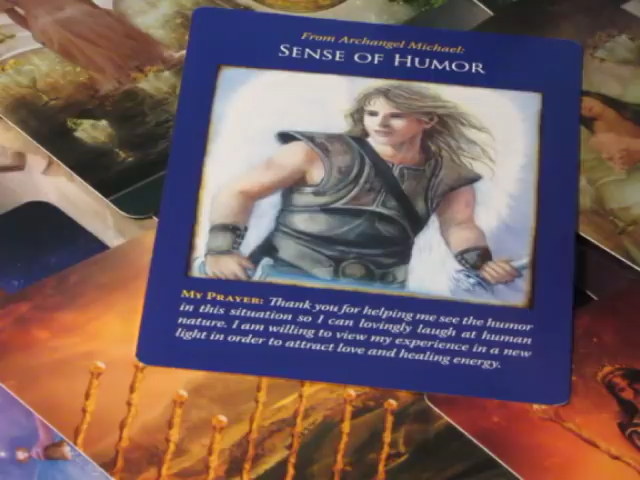 From Archangel Michael:
SENSE OF HUMOR
MY PRAYER: Thank you for helping me see the humor
in this situation so I can lovingly laugh at human
nature. I am willing to view my experience in a new
light in order to attract love and healing energy.